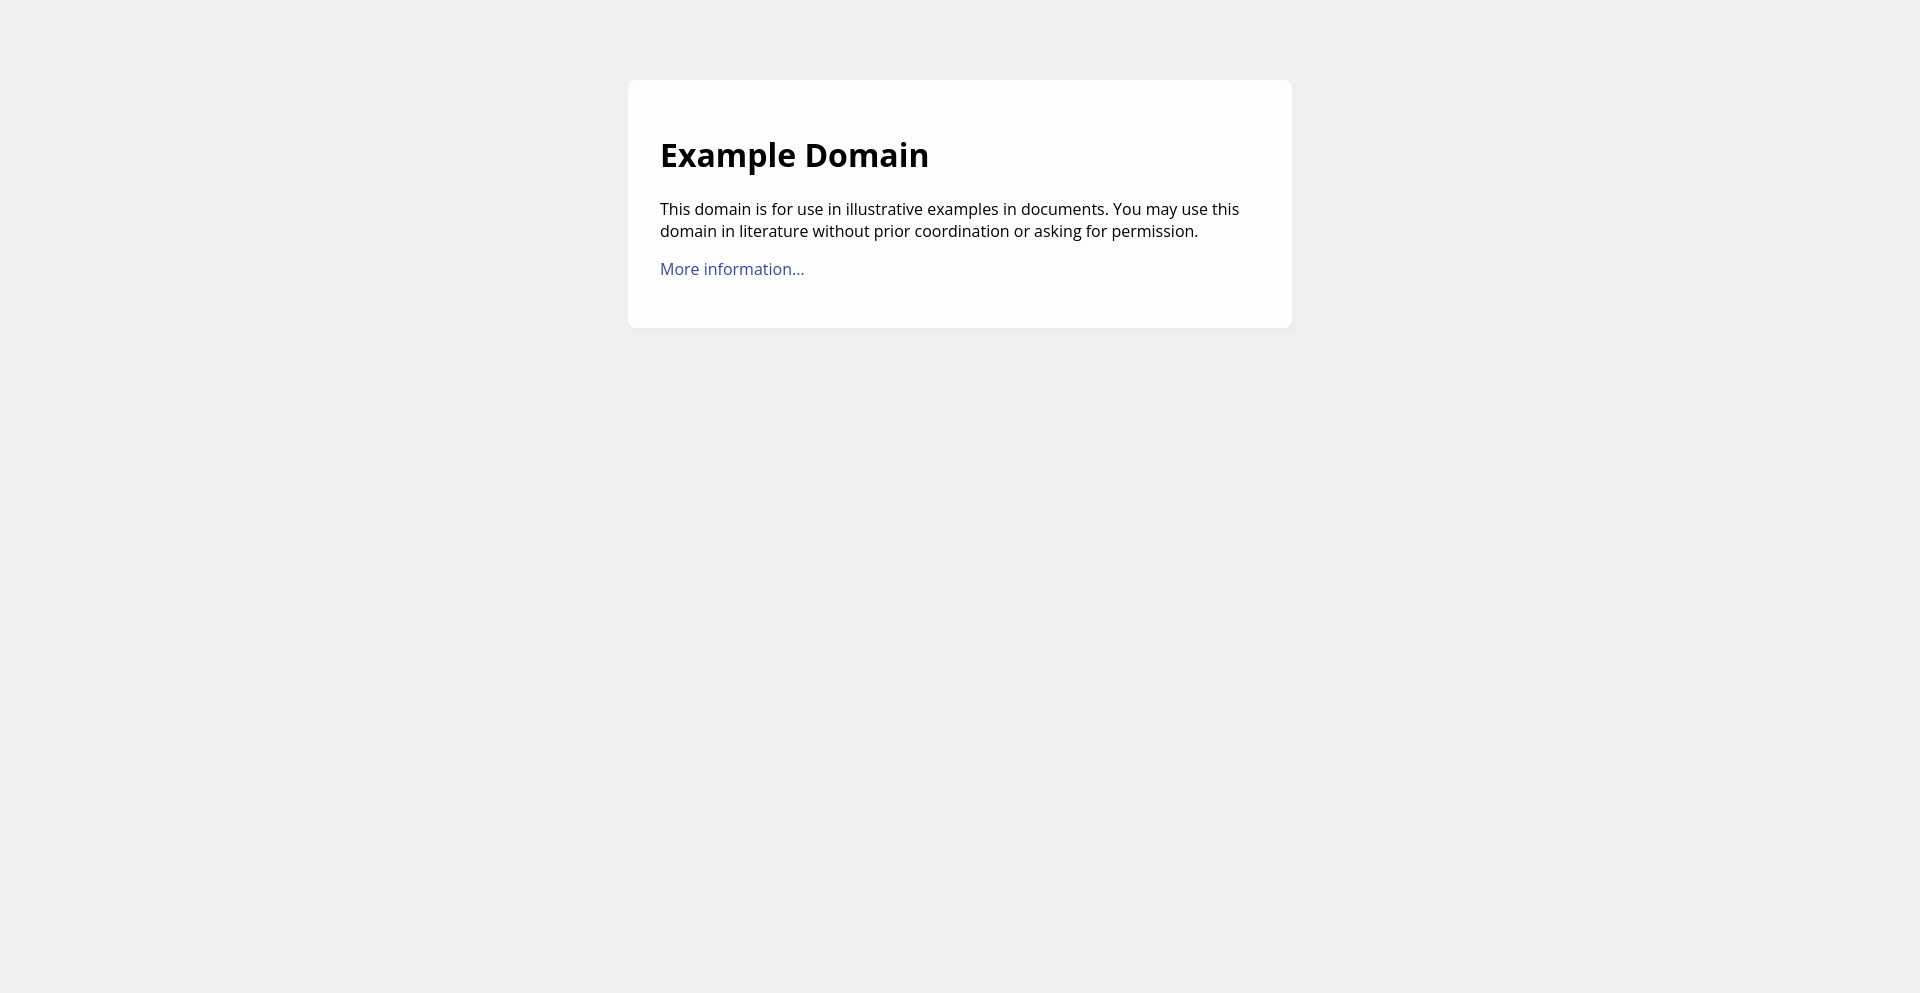 Example Domain
This domain is for use in illustrative examples in documents. You may use this
domain in literature without prior coordination or asking for permission.
More information...